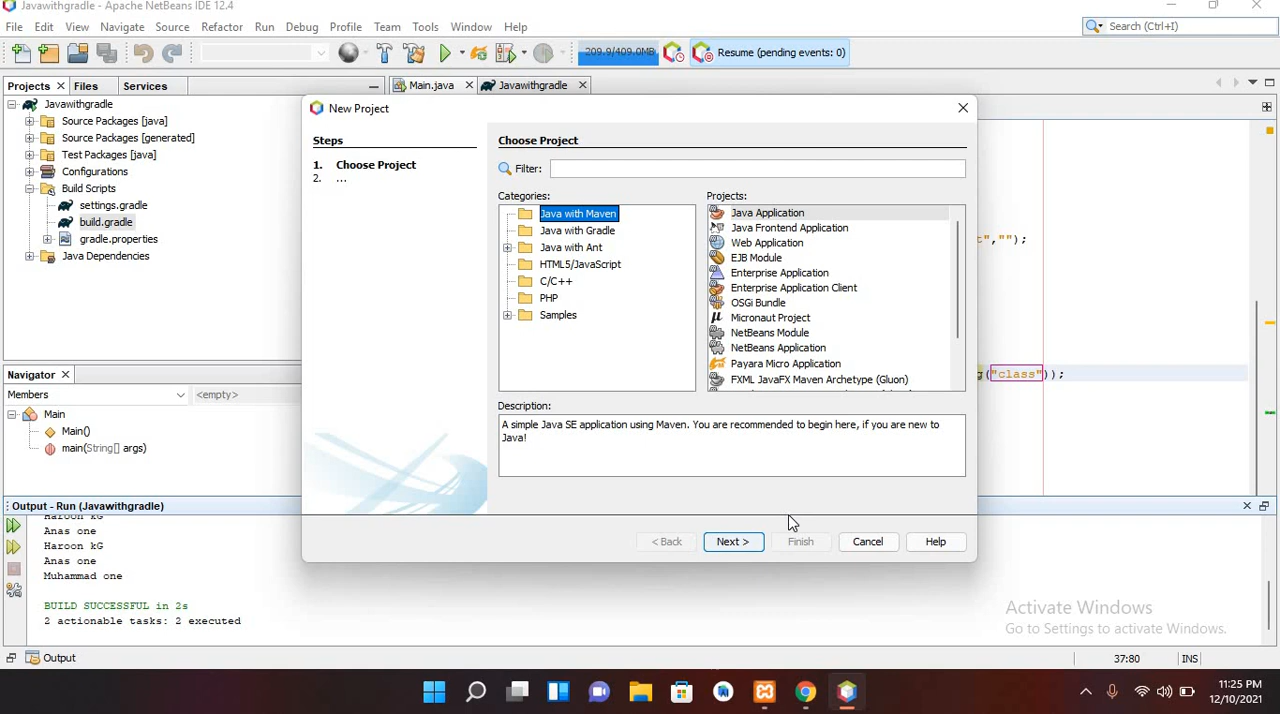 Javawithgradle - Apache NetBeans IDE 12.4
File Edit View Navigate Source Refactor Run Debug Profile Team Tools Window Help
Search (Ctrl+I)
209.9/409.0MB
Resume (pending events: 0)
Projects Files Services
Main.java Javawithgradle
Javawithgradle
Source Packages [java]
Source Packages [generated]
Test Packages [java]
Configurations
Build Scripts
settings.gradle
build.gradle
gradle.properties
Java Dependencies
Navigator
Members <empty>
Main
Main()
main(String[] args)
New Project
Steps
1. Choose Project
2. ...
Choose Project
Filter:
Categories:
Java with Maven
Java with Gradle
Java with Ant
HTML5/JavaScript
C/C++
PHP
Samples
Projects:
Java Application
Java Frontend Application
Web Application
EJB Module
Enterprise Application
Enterprise Application Client
OSGi Bundle
Micronaut Project
NetBeans Module
NetBeans Application
Payara Micro Application
FXML JavaFX Maven Archetype (Gluon)
Description:
A simple Java SE application using Maven. You are recommended to begin here, if you are new to
Java!
< Back Next > Finish Cancel Help
","");
g("class"));
Output - Run (Javawithgradle)
Haroon kG
Anas one
Haroon kG
Anas one
Muhammad one
BUILD SUCCESSFUL in 2s
2 actionable tasks: 2 executed
Activate Windows
Go to Settings to activate Windows.
Output
37:80 INS
11:25 PM
12/10/2021